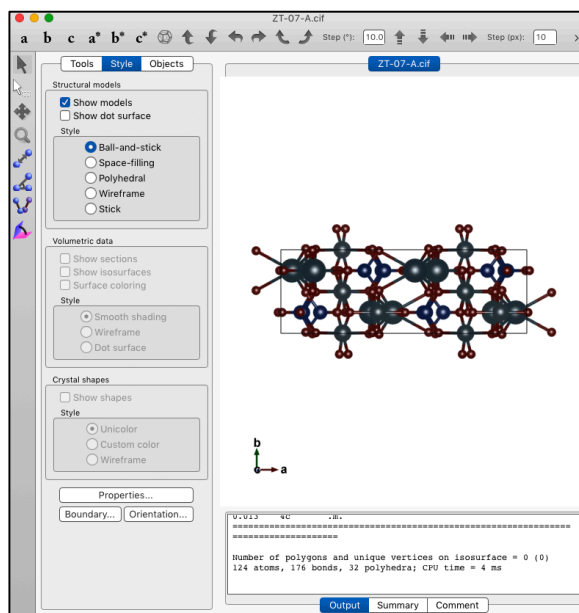 ZT-07-A.cif
a b c a* b* c* Step (°): 10.0 Step (px): 10
Tools Style Objects
ZT-07-A.cif
Structural models
Show models
Show dot surface
Style
Ball-and-stick
Space-filling
Polyhedral
Wireframe
Stick
Volumetric data
Show sections
Show isosurfaces
Surface coloring
Style
Smooth shading
Wireframe
Dot surface
Crystal shapes
Show shapes
Style
Unicolor
Custom color
Wireframe
Properties...
Boundary... Orientation...
b
c a
0.013 4c .m.
================================================================
====================
Number of polygons and unique vertices on isosurface = 0 (0)
124 atoms, 176 bonds, 32 polyhedra; CPU time = 4 ms
Output Summary Comment